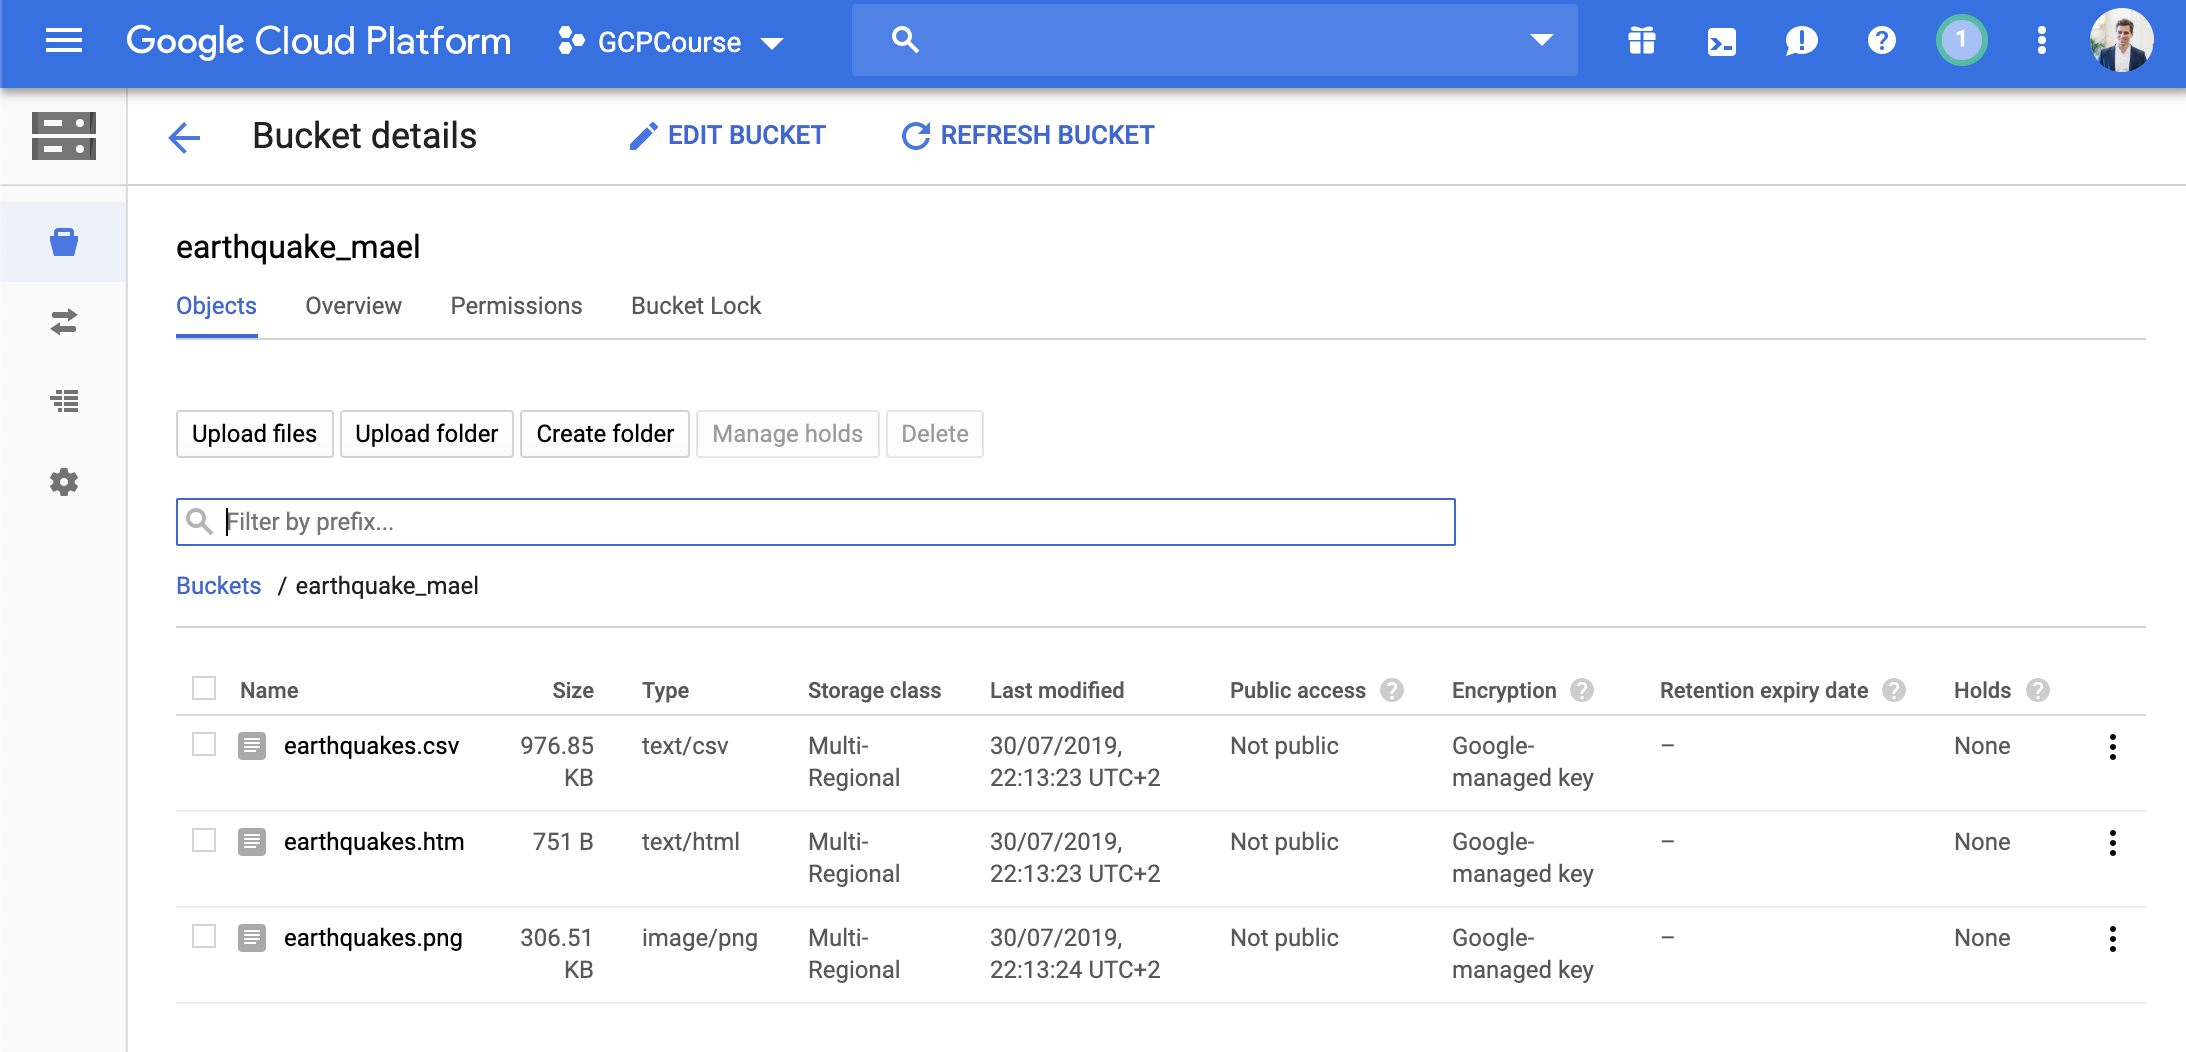 Google Cloud Platform GCPCourse 1
Bucket details EDIT BUCKET REFRESH BUCKET
earthquake_mael
Objects Overview Permissions Bucket Lock
Upload files Upload folder Create folder Manage holds Delete
Filter by prefix...
Buckets / earthquake_mael
Name Size Type Storage class Last modified Public access ? Encryption ? Retention expiry date ? Holds ?
earthquakes.csv 976.85 text/csv Multi- 30/07/2019, Not public Google- – None
KB Regional 22:13:23 UTC+2 managed key
earthquakes.htm 751 B text/html Multi- 30/07/2019, Not public Google- – None
Regional 22:13:23 UTC+2 managed key
earthquakes.png 306.51 image/png Multi- 30/07/2019, Not public Google- – None
KB Regional 22:13:24 UTC+2 managed key